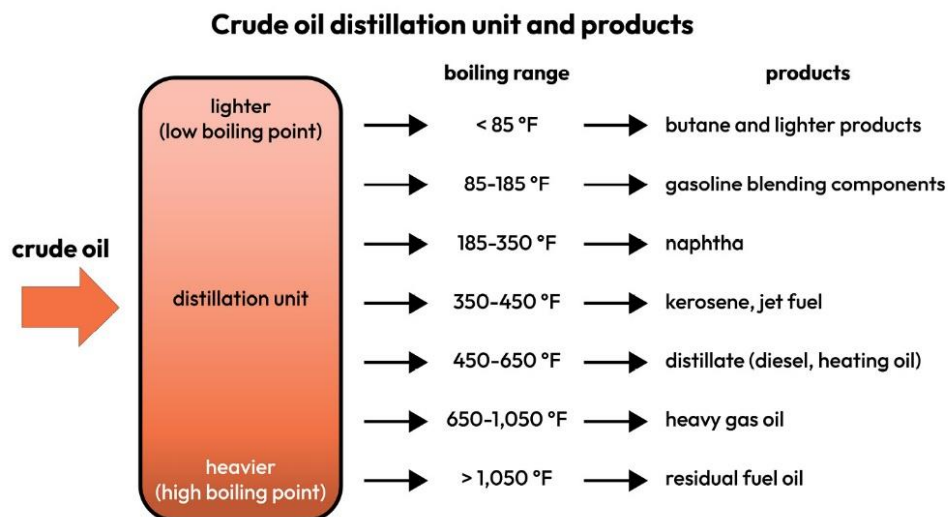 Crude oil distillation unit and products
boiling range
products
lighter
(low boiling point)
< 85 °F
butane and lighter products
85-185 °F
gasoline blending components
crude oil
185-350 °F
naphtha
distillation unit
350-450 °F
kerosene, jet fuel
450-650 °F
distillate (diesel, heating oil)
650-1,050 °F
heavy gas oil
heavier
(high boiling point)
> 1,050 °F
residual fuel oil